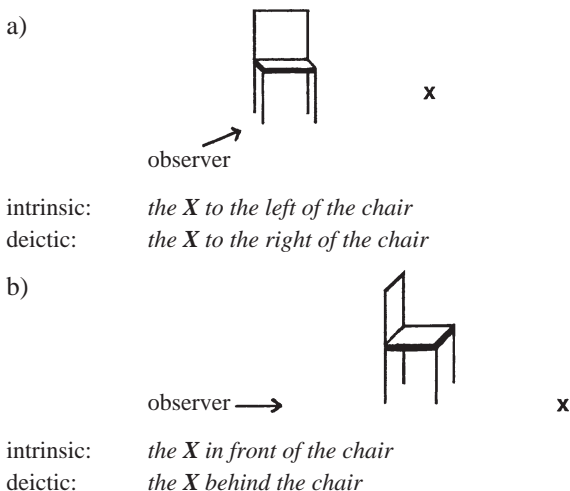 a)
X
observer
intrinsic: the X to the left of the chair
deictic: the X to the right of the chair
b)
observer
X
intrinsic: the X in front of the chair
deictic: the X behind the chair